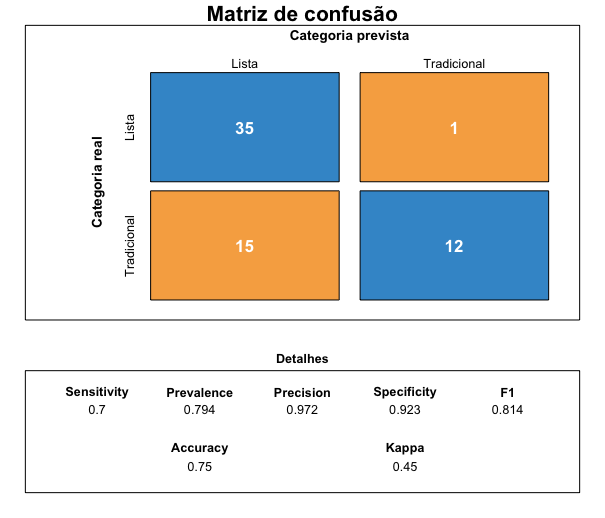 Matriz de confusão
Categoria prevista
Lista Tradicional
Categoria real
Lista
35 1
Tradicional
15 12
Detalhes
Sensitivity Prevalence Precision Specificity F1
0.7 0.794 0.972 0.923 0.814
Accuracy Kappa
0.75 0.45